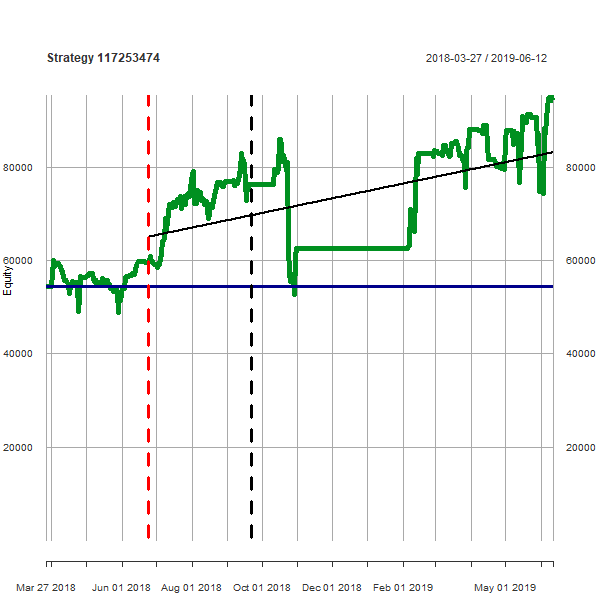 Strategy 117253474
2018-03-27 / 2019-06-12
80000
80000
60000
60000
Equity
40000
40000
20000
20000
Mar 27 2018
Jun 01 2018
Aug 01 2018
Oct 01 2018
Dec 01 2018
Feb 01 2019
May 01 2019